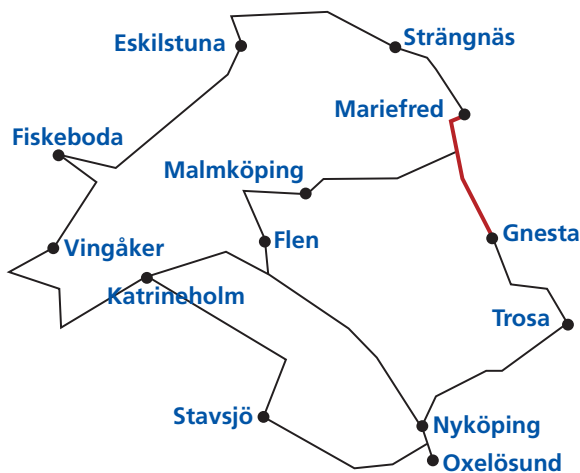 Eskilstuna
Strängnäs
Mariefred
Fiskeboda
Malmköping
Vingåker
Flen
Gnesta
Katrineholm
Trosa
Stavsjö
Nyköping
Oxelösund